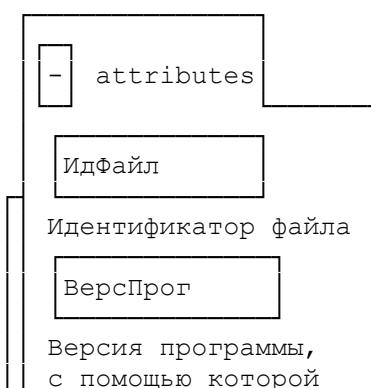 - attributes
ИдФайл
Идентификатор файла
ВерсПрог
Версия программы,
с помощью которой